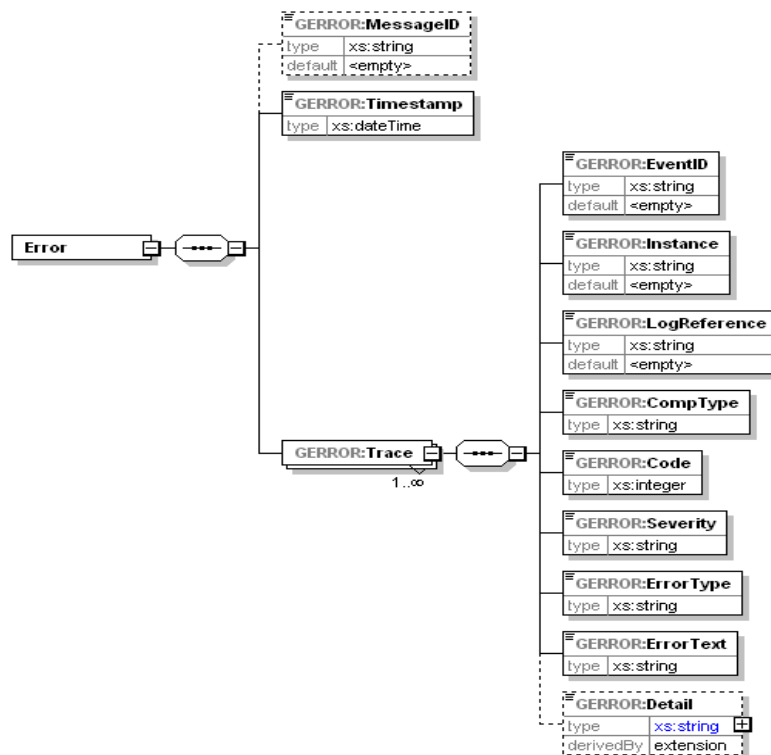 GERROR:MessageID
type xs:string
default <empty>
GERROR:Timestamp
type xs:dateTime
Error
GERROR:Trace
1..∞
GERROR:EventID
type xs:string
default <empty>
GERROR:Instance
type xs:string
default <empty>
GERROR:LogReference
type xs:string
default <empty>
GERROR:CompType
type xs:string
GERROR:Code
type xs:integer
GERROR:Severity
type xs:string
GERROR:ErrorType
type xs:string
GERROR:ErrorText
type xs:string
GERROR:Detail
type xs:string
derivedBy extension